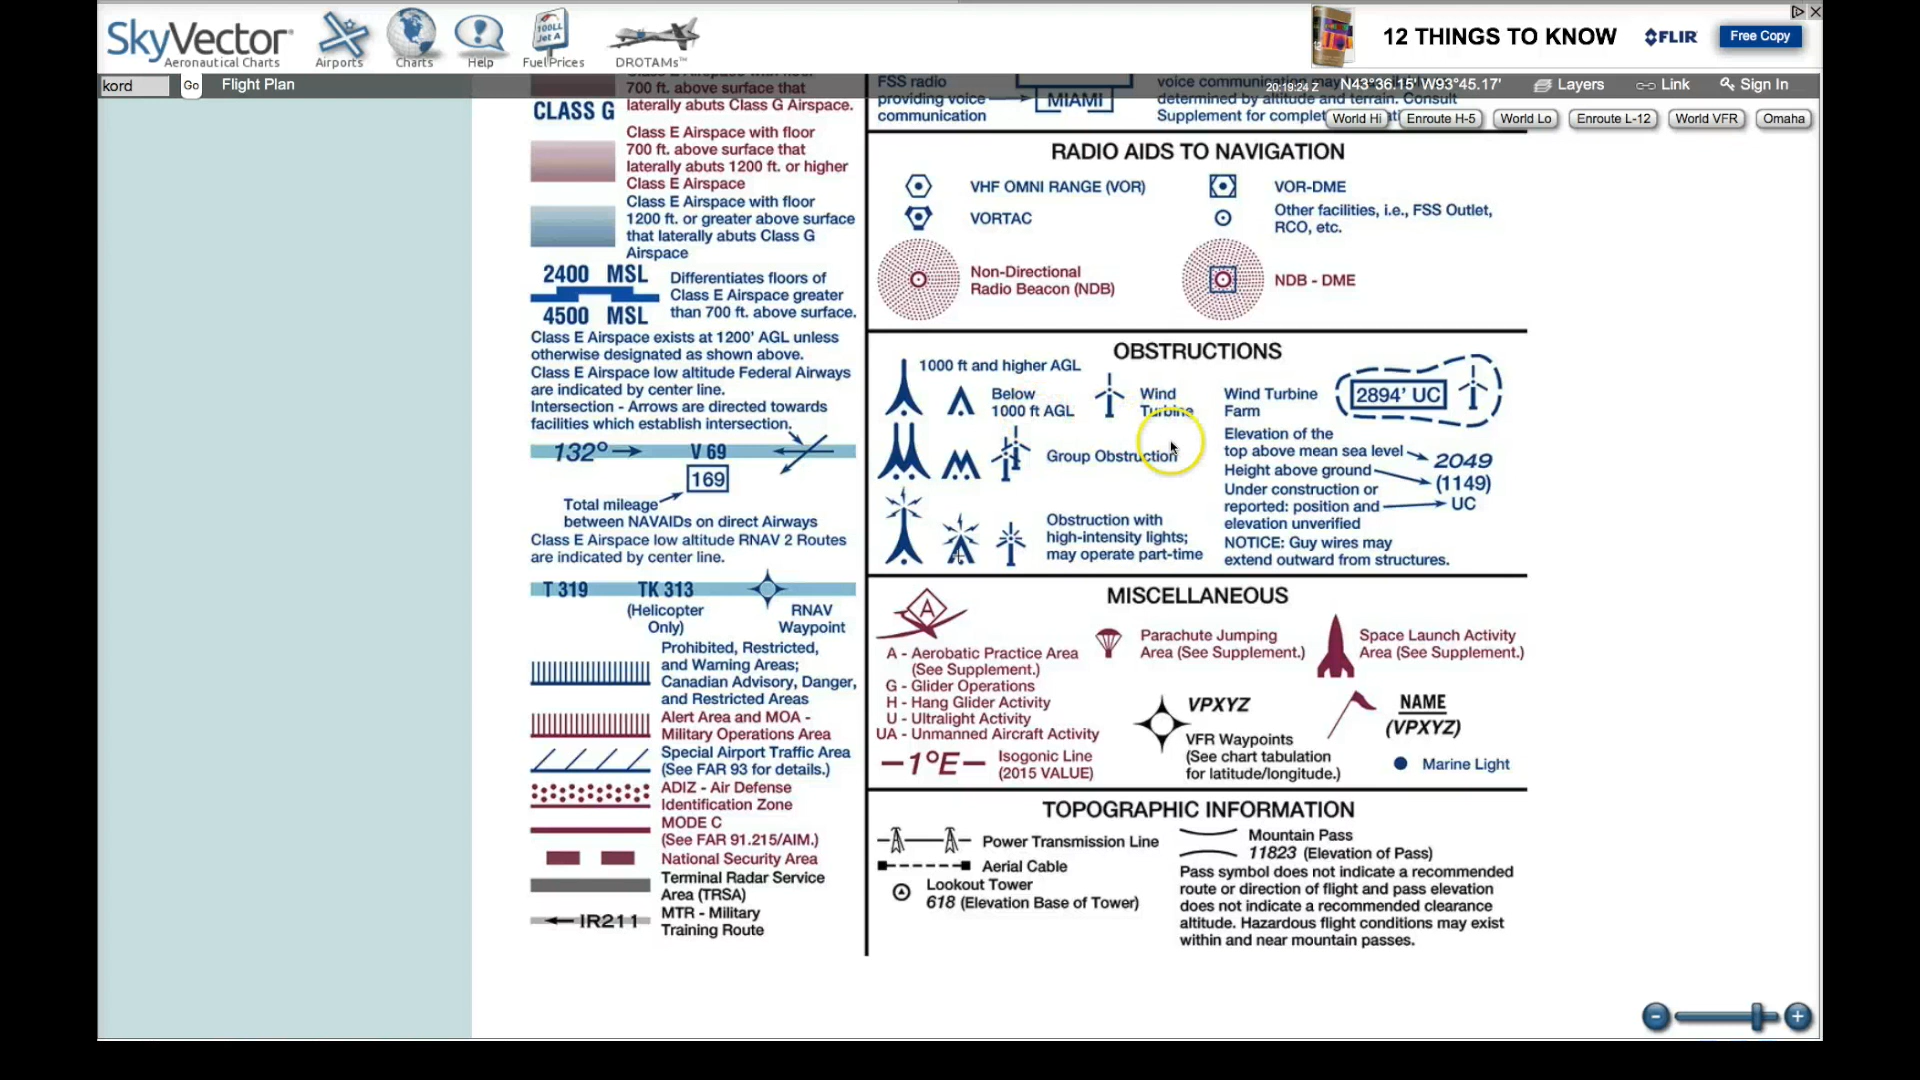 SkyVector
Aeronautical Charts
Airports
Charts
Help
100LL
Jet A
Fuel Prices
DROTAMs™
12 THINGS TO KNOW
FLIR
Free Copy
kord
Go
Flight Plan
20:19:24 Z
N43°36.15' W93°45.17'
Layers
Link
Sign In
World Hi
Enroute H-5
World Lo
Enroute L-12
World VFR
Omaha
CLASS G
700 ft. above surface that
laterally abuts Class G Airspace.
Class E Airspace with floor
700 ft. above surface that
laterally abuts 1200 ft. or higher
Class E Airspace
Class E Airspace with floor
1200 ft. or greater above surface
that laterally abuts Class G
Airspace
2400 MSL
4500 MSL
Differentiates floors of
Class E Airspace greater
than 700 ft. above surface.
Class E Airspace exists at 1200' AGL unless
otherwise designated as shown above.
Class E Airspace low altitude Federal Airways
are indicated by center line.
Intersection - Arrows are directed towards
facilities which establish intersection.
132°
V 69
169
Total mileage
between NAVAIDs on direct Airways
Class E Airspace low altitude RNAV 2 Routes
are indicated by center line.
T 319
TK 313
(Helicopter
Only)
RNAV
Waypoint
Prohibited, Restricted,
and Warning Areas;
Canadian Advisory, Danger,
and Restricted Areas
Alert Area and MOA -
Military Operations Area
Special Airport Traffic Area
(See FAR 93 for details.)
ADIZ - Air Defense
Identification Zone
MODE C
(See FAR 91.215/AIM.)
National Security Area
Terminal Radar Service
Area (TRSA)
IR211
MTR - Military
Training Route
FSS radio
providing voice
communication
MIAMI
voice communication may
determined by altitude and terrain. Consult
Supplement for complet
RADIO AIDS TO NAVIGATION
VHF OMNI RANGE (VOR)
VOR-DME
VORTAC
Other facilities, i.e., FSS Outlet,
RCO, etc.
Non-Directional
Radio Beacon (NDB)
NDB - DME
OBSTRUCTIONS
1000 ft and higher AGL
Below
1000 ft AGL
Wind
Turbine
Wind Turbine
Farm
2894' UC
Group Obstruction
Elevation of the
top above mean sea level
2049
Height above ground
(1149)
Under construction or
reported: position and
elevation unverified
UC
NOTICE: Guy wires may
extend outward from structures.
Obstruction with
high-intensity lights;
may operate part-time
MISCELLANEOUS
A
A - Aerobatic Practice Area
(See Supplement.)
G - Glider Operations
H - Hang Glider Activity
U - Ultralight Activity
UA - Unmanned Aircraft Activity
1°E
Isogonic Line
(2015 VALUE)
Parachute Jumping
Area (See Supplement.)
Space Launch Activity
Area (See Supplement.)
VPXYZ
VFR Waypoints
(See chart tabulation
for latitude/longitude.)
NAME
(VPXYZ)
Marine Light
TOPOGRAPHIC INFORMATION
Power Transmission Line
Aerial Cable
Lookout Tower
618 (Elevation Base of Tower)
Mountain Pass
11823 (Elevation of Pass)
Pass symbol does not indicate a recommended
route or direction of flight and pass elevation
does not indicate a recommended clearance
altitude. Hazardous flight conditions may exist
within and near mountain passes.